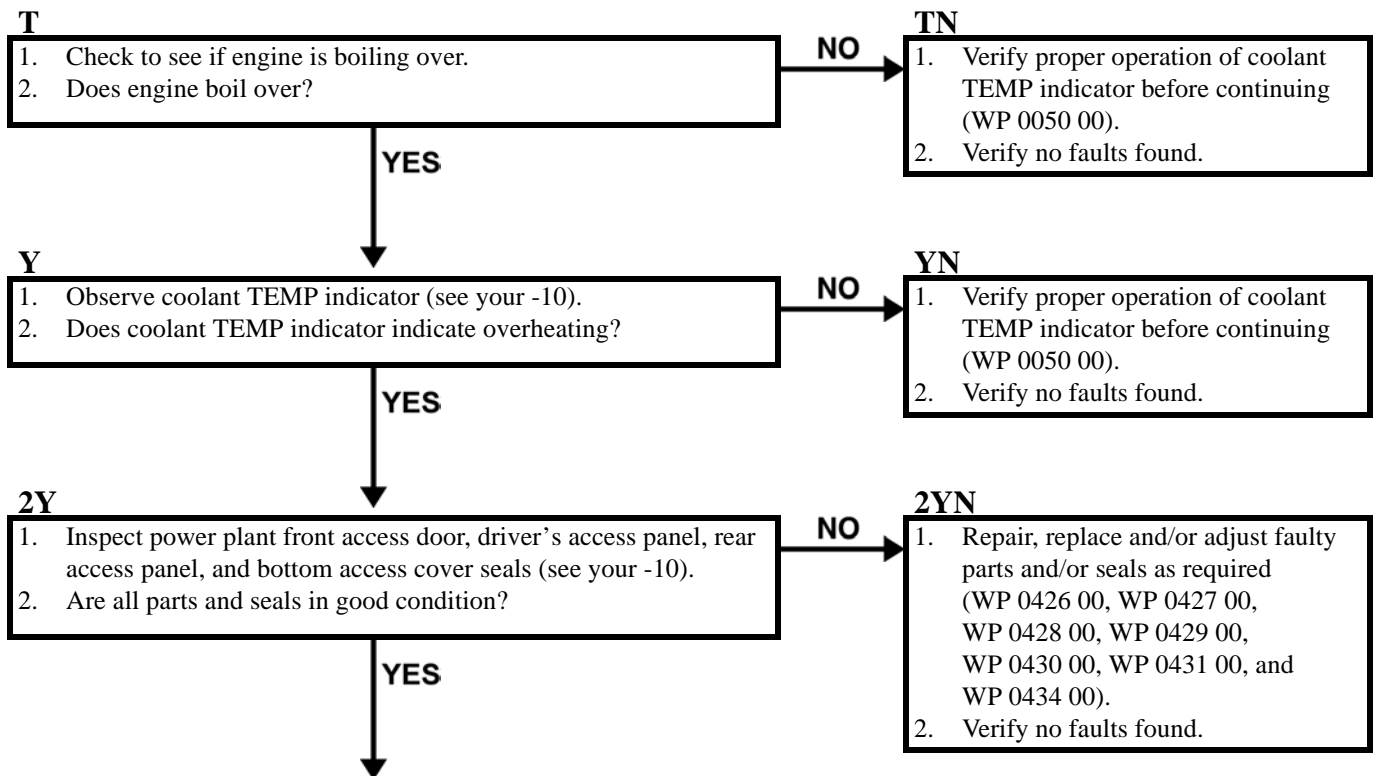 T
1. Check to see if engine is boiling over.
2. Does engine boil over?
NO
TN
1. Verify proper operation of coolant
TEMP indicator before continuing
(WP 0050 00).
2. Verify no faults found.
YES
Y
1. Observe coolant TEMP indicator (see your -10).
2. Does coolant TEMP indicator indicate overheating?
NO
YN
1. Verify proper operation of coolant
TEMP indicator before continuing
(WP 0050 00).
2. Verify no faults found.
YES
2Y
1. Inspect power plant front access door, driver’s access panel, rear
access panel, and bottom access cover seals (see your -10).
2. Are all parts and seals in good condition?
NO
2YN
1. Repair, replace and/or adjust faulty
parts and/or seals as required
(WP 0426 00, WP 0427 00,
WP 0428 00, WP 0429 00,
WP 0430 00, WP 0431 00, and
WP 0434 00).
2. Verify no faults found.
YES